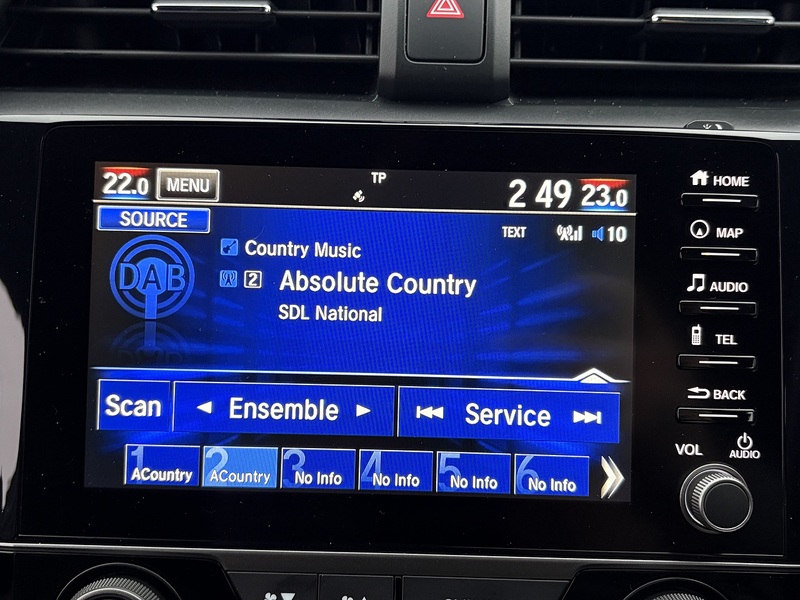 22.0 MENU TP 2 49 23.0
SOURCE TEXT 10
DAB Country Music
2 Absolute Country
SDL National
Scan Ensemble Service
1 ACountry 2 ACountry 3 No Info 4 No Info 5 No Info 6 No Info
HOME
MAP
AUDIO
TEL
BACK
VOL AUDIO